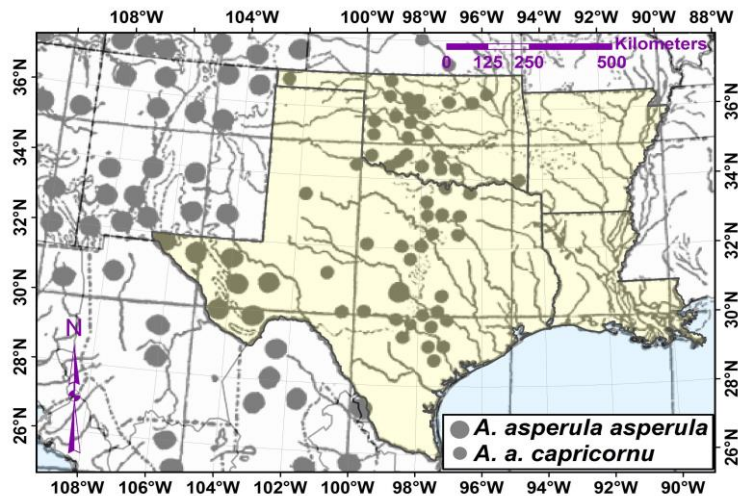 108°W 104°W 100°W 98°W 96°W 94°W 92°W 90°W 88°W
Kilometers
0 125 250 500
36°N 36°N
34°N 34°N
32°N 32°N
30°N 30°N
N
28°N 28°N
26°N 26°N
A. asperula asperula
A. a. capricornu
108°W 106°W 104°W 102°W 100°W 98°W 96°W 94°W 92°W 90°W